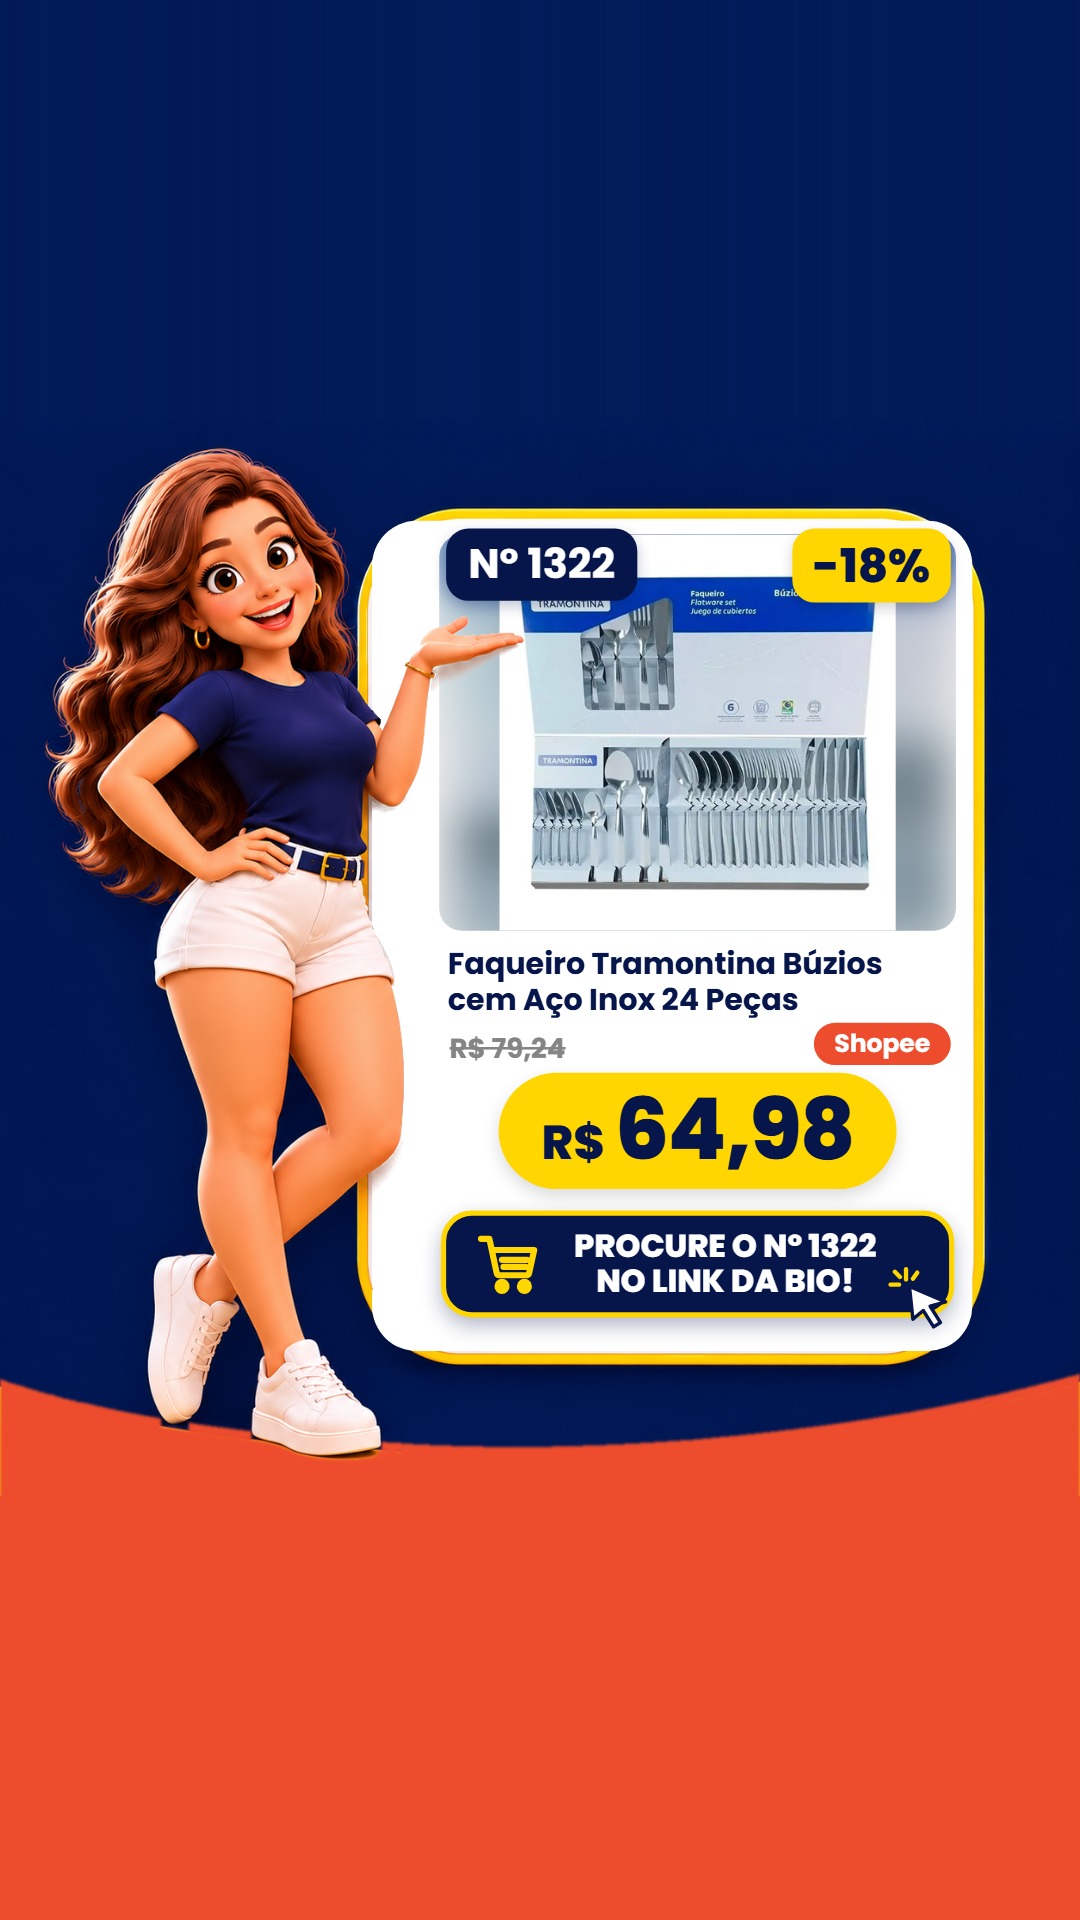 Nº 1322
-18%
TRAMONTINA
Faqueiro
Flatware set
Juego de cubiertos
6
TRAMONTINA
Faqueiro Tramontina Búzios
cem Aço Inox 24 Peças
R$ 79,24
Shopee
R$ 64,98
PROCURE O Nº 1322
NO LINK DA BIO!